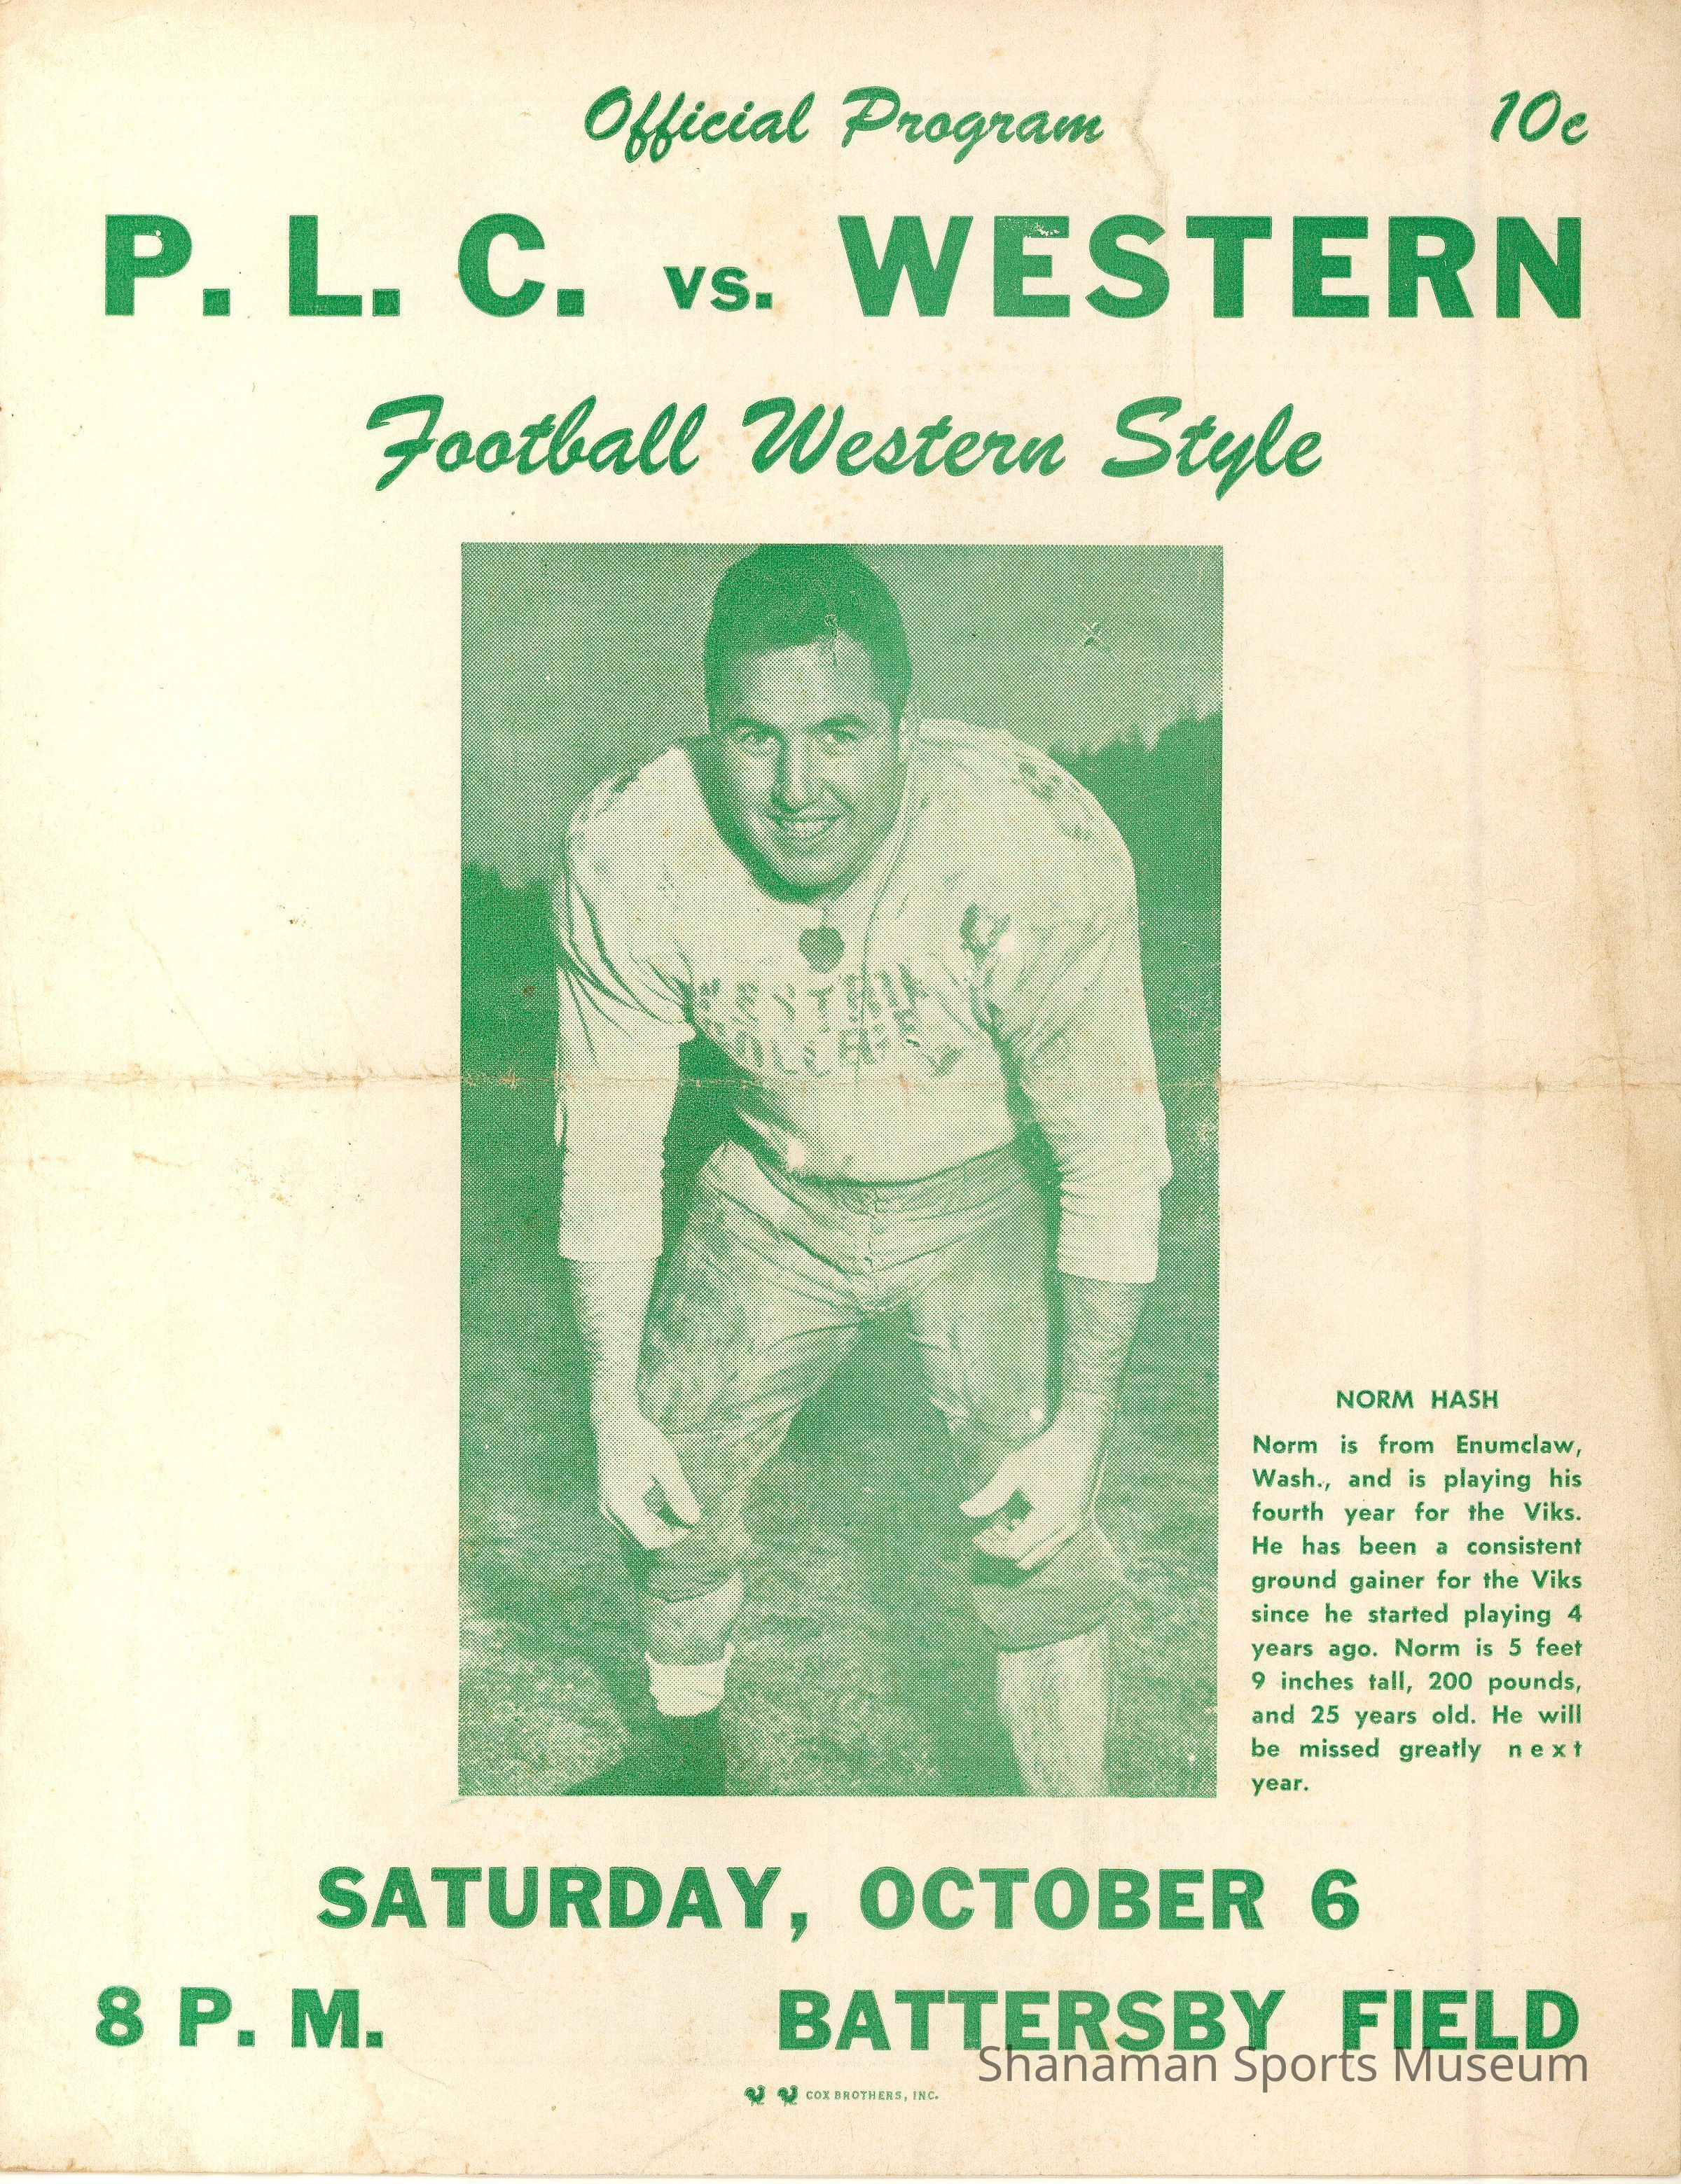 Official Program
10c
P. L. C. vs. WESTERN
Football Western Style
WESTERN
NORM HASH
Norm is from Enumclaw,
Wash., and is playing his
fourth year for the Viks.
He has been a consistent
ground gainer for the Viks
since he started playing 4
years ago. Norm is 5 feet
9 inches tall, 200 pounds,
and 25 years old. He will
be missed greatly next
year.
SATURDAY, OCTOBER 6
8 P. M.
BATTERSBY FIELD
Shanaman Sports Museum
COX BROTHERS, INC.